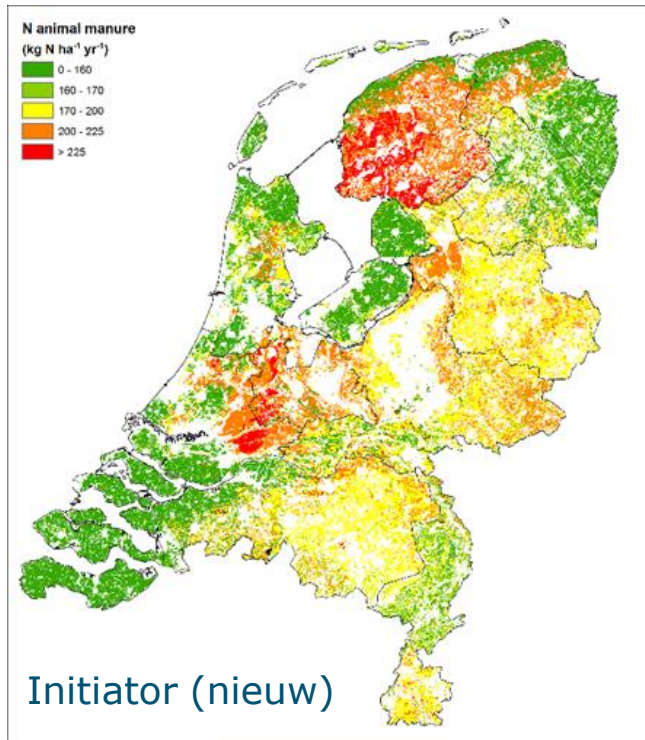 N animal manure
(kg N ha⁻¹ yr⁻¹)
0 - 160
160 - 170
170 - 200
200 - 225
> 225
Initiator (nieuw)